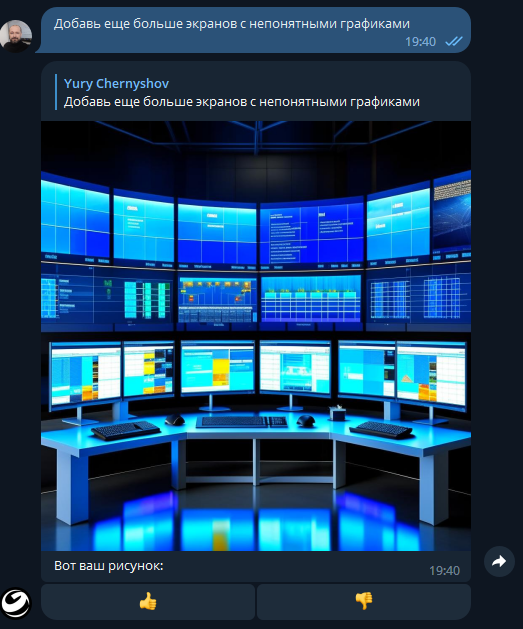 Добавь еще больше экранов с непонятными графиками
19:40
Yury Chernyshov
Добавь еще больше экранов с непонятными графиками
Вот ваш рисунок:
19:40